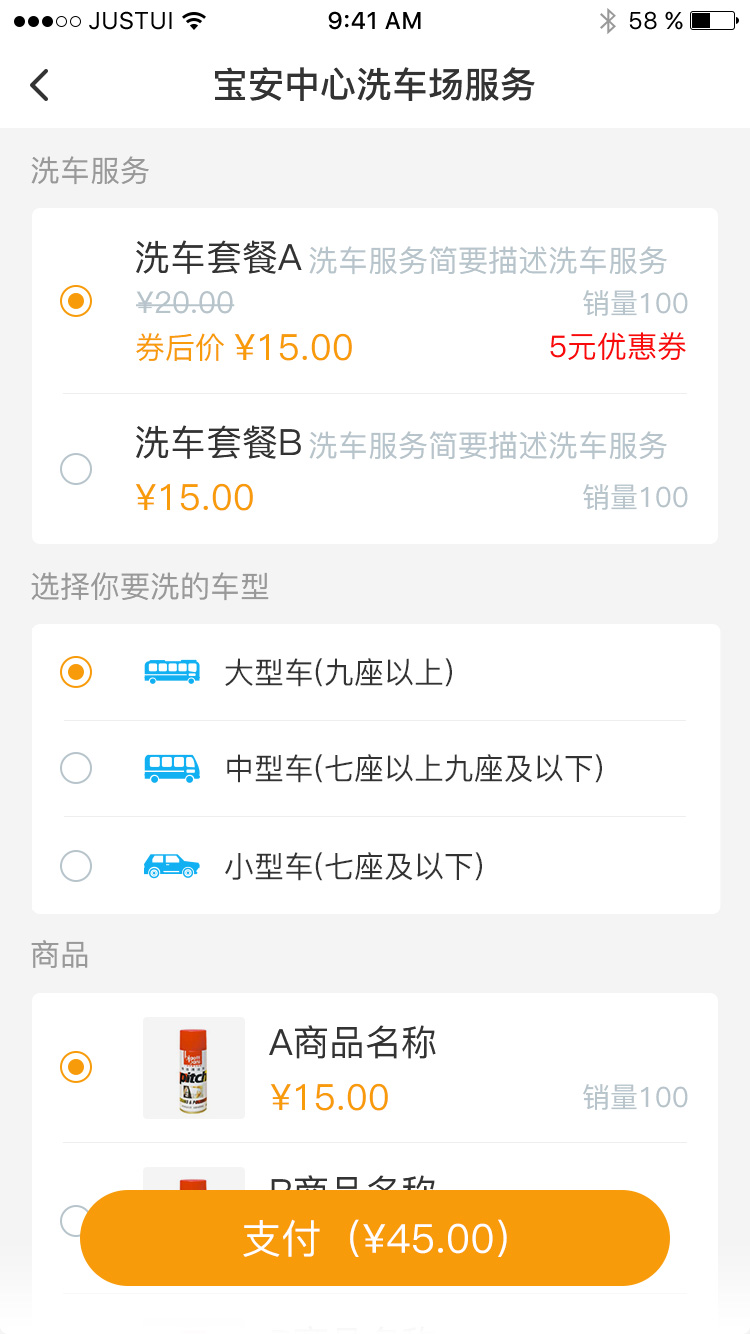 JUSTUI 9:41 AM 58 %
宝安中心洗车场服务
洗车服务
洗车套餐A 洗车服务简要描述洗车服务
¥20.00 销量100
券后价 ¥15.00 5元优惠券
洗车套餐B 洗车服务简要描述洗车服务
¥15.00 销量100
选择你要洗的车型
大型车(九座以上)
中型车(七座以上九座及以下)
小型车(七座及以下)
商品
pitch
A商品名称
¥15.00 销量100
B商品名称
支付（¥45.00）